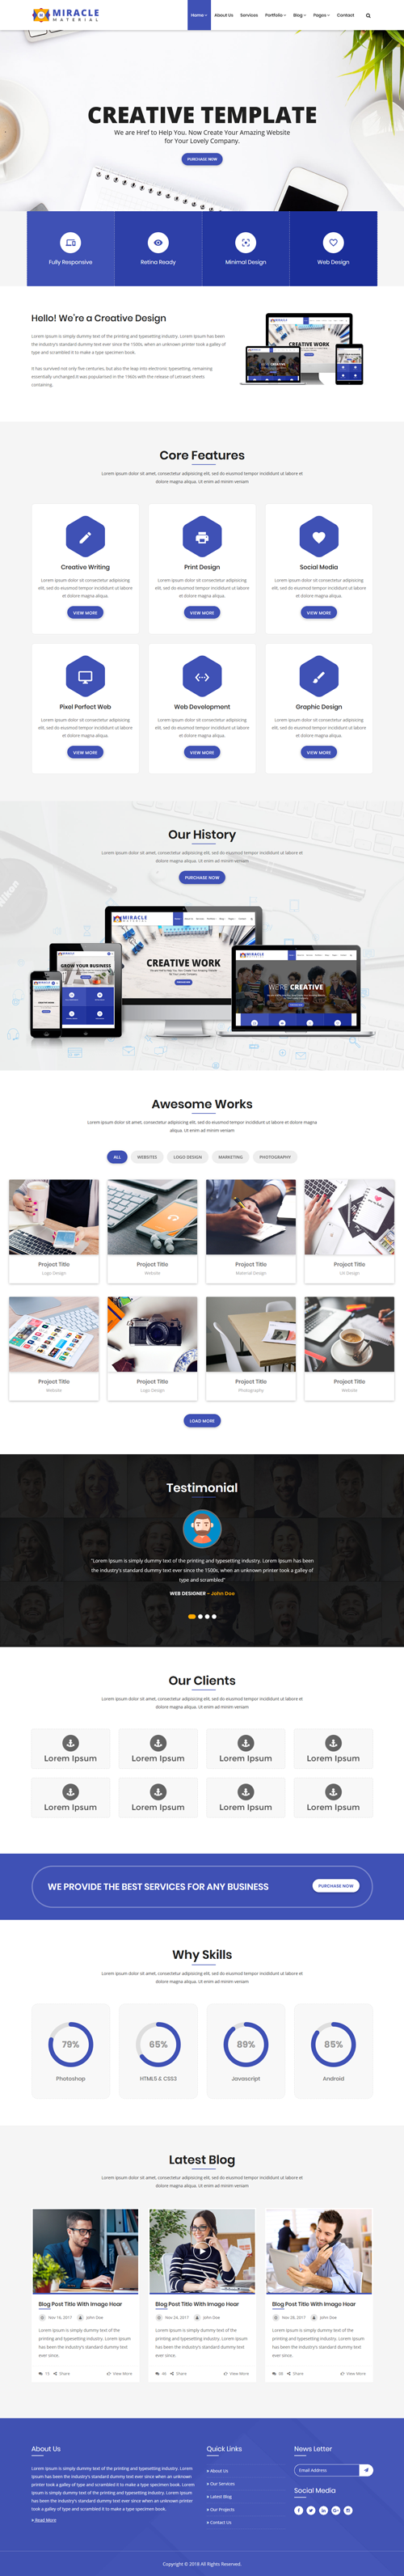 MIRACLE
MATERIAL
Home
About Us
Services
Portfolio
Blog
Pages
Contact
CREATIVE TEMPLATE
We are Href to Help You. Now Create Your Amazing Website
for Your Lovely Company.
PURCHASE NOW
Fully Responsive
Retina Ready
Minimal Design
Web Design
Hello! We're a Creative Design
Lorem Ipsum is simply dummy text of the printing and typesetting industry. Lorem Ipsum has been
the industry's standard dummy text ever since the 1500s, when an unknown printer took a galley of
type and scrambled it to make a type specimen book.
It has survived not only five centuries, but also the leap into electronic typesetting, remaining
essentially unchanged.It was popularised in the 1960s with the release of Letraset sheets
containing.
CREATIVE WORK
Core Features
Lorem ipsum dolor sit amet, consectetur adipisicing elit, sed do eiusmod tempor incididunt ut labore et
dolore magna aliqua. Ut enim ad minim veniam
Creative Writing
Lorem ipsum dolor sit consectetur adipisicing
elit, sed do eiusmod tempor incididunt ut labore
et dolore magna aliqua.
VIEW MORE
Print Design
Lorem ipsum dolor sit consectetur adipisicing
elit, sed do eiusmod tempor incididunt ut labore
et dolore magna aliqua.
VIEW MORE
Social Media
Lorem ipsum dolor sit consectetur adipisicing
elit, sed do eiusmod tempor incididunt ut labore
et dolore magna aliqua.
VIEW MORE
Pixel Perfect Web
Lorem ipsum dolor sit consectetur adipisicing
elit, sed do eiusmod tempor incididunt ut labore
et dolore magna aliqua.
VIEW MORE
Web Development
Lorem ipsum dolor sit consectetur adipisicing
elit, sed do eiusmod tempor incididunt ut labore
et dolore magna aliqua.
VIEW MORE
Graphic Design
Lorem ipsum dolor sit consectetur adipisicing
elit, sed do eiusmod tempor incididunt ut labore
et dolore magna aliqua.
VIEW MORE
Our History
Lorem ipsum dolor sit amet, consectetur adipisicing elit, sed do eiusmod tempor incididunt ut labore et
dolore magna aliqua. Ut enim ad minim veniam
PURCHASE NOW
Nikon
MIRACLE
CREATIVE WORK
GROW YOUR BUSINESS
WE'RE CREATIVE
Awesome Works
Lorem ipsum dolor sit amet, consectetur adipisicing elit, sed do eiusmod tempor incididunt ut labore et dolore magna
aliqua. Ut enim ad minim veniam
ALL
WEBSITES
LOGO DESIGN
MARKETING
PHOTOGRAPHY
Project Title
Logo Design
Project Title
Website
Project Title
Material Design
Project Title
UX Design
Project Title
Website
Project Title
Logo Design
Project Title
Photography
Project Title
Website
LOAD MORE
Testimonial
"Lorem Ipsum is simply dummy text of the printing and typesetting industry. Lorem Ipsum has been
the industry's standard dummy text ever since the 1500s, when an unknown printer took a galley of
type and scrambled"
WEB DESIGNER - John Doe
Our Clients
Lorem ipsum dolor sit amet, consectetur adipisicing elit, sed do eiusmod tempor incididunt ut labore et
dolore magna aliqua. Ut enim ad minim veniam
Lorem Ipsum
Lorem Ipsum
Lorem Ipsum
Lorem Ipsum
Lorem Ipsum
Lorem Ipsum
Lorem Ipsum
Lorem Ipsum
WE PROVIDE THE BEST SERVICES FOR ANY BUSINESS
PURCHASE NOW
Why Skills
Lorem ipsum dolor sit amet, consectetur adipisicing elit, sed do eiusmod tempor incididunt ut labore et
dolore magna aliqua. Ut enim ad minim veniam
79%
Photoshop
65%
HTML5 & CSS3
89%
Javascript
85%
Android
Latest Blog
Lorem ipsum dolor sit amet, consectetur adipisicing elit, sed do eiusmod tempor incididunt ut labore et
dolore magna aliqua. Ut enim ad minim veniam
Blog Post Title With Image Hear
Nov 16, 2017
John Doe
Lorem Ipsum is simply dummy text of the
printing and typesetting industry. Lorem Ipsum
has been the industry's standard dummy text
ever since.
Share
View More
Blog Post Title With Image Hear
Nov 24, 2017
John Doe
Lorem Ipsum is simply dummy text of the
printing and typesetting industry. Lorem Ipsum
has been the industry's standard dummy text
ever since.
Share
View More
Blog Post Title With Image Hear
Nov 28, 2017
John Doe
Lorem Ipsum is simply dummy text of the
printing and typesetting industry. Lorem Ipsum
has been the industry's standard dummy text
ever since.
Share
View More
About Us
Lorem Ipsum is simply dummy text of the printing and typesetting industry. Lorem Ipsum
has been the industry's standard dummy text ever since when an unknown printer
took a galley of type and scrambled it to make a type specimen book. Lorem Ipsum
has been the industry's standard dummy text ever since when an unknown printer
took a galley of type and scrambled it to make a type specimen book.
» Read More
Quick Links
» About Us
» Our Services
» Latest Blog
» Our Projects
» Contact Us
News Letter
Email Address
Social Media
Copyright © 2018 All Rights Reserved.